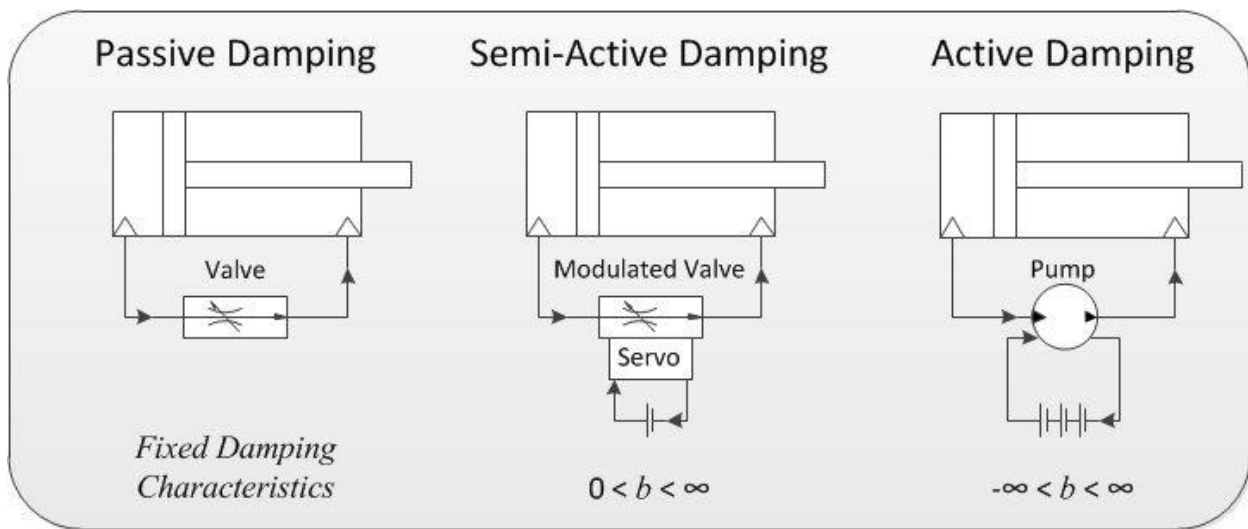 Passive Damping
Semi-Active Damping
Active Damping
Valve
Modulated Valve
Pump
Servo
Fixed Damping
Characteristics
0 < b < ∞
-∞ < b < ∞